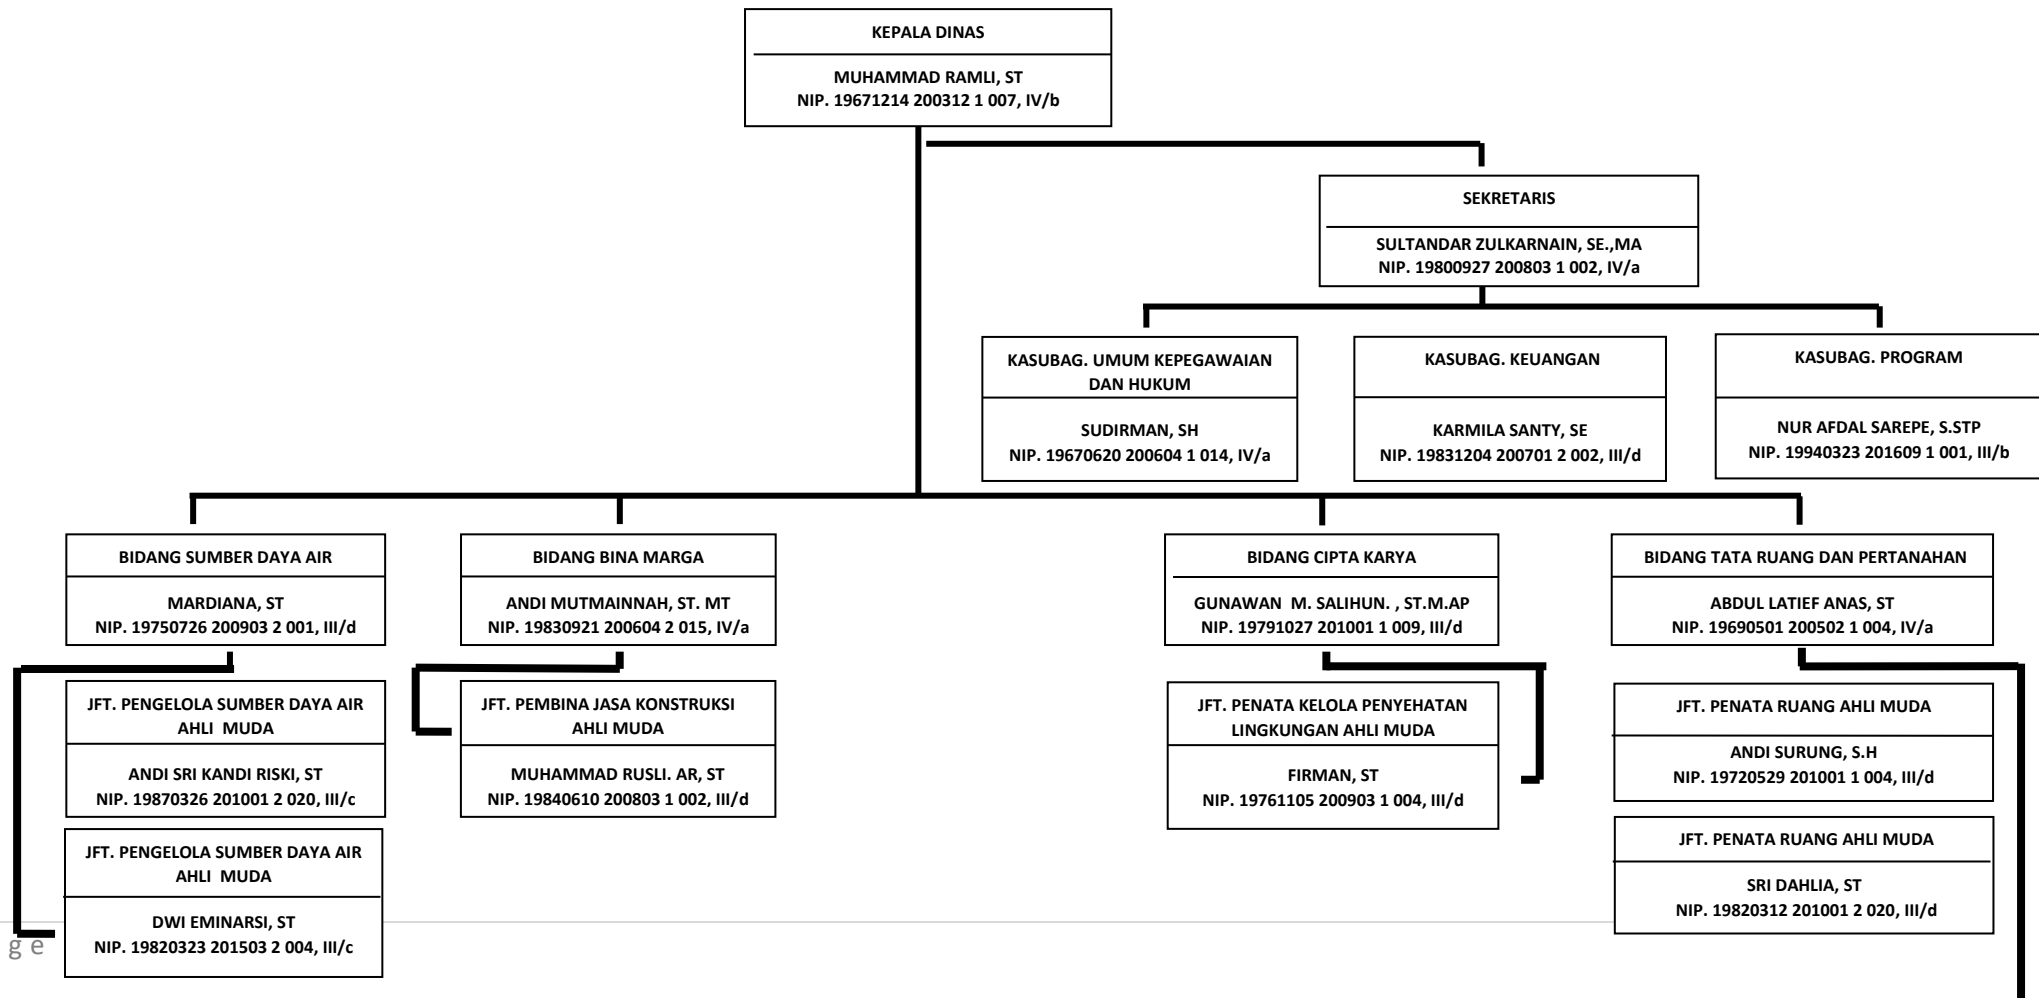 KEPALA DINAS
MUHAMMAD RAMLI, ST
NIP. 19671214 200312 1 007, IV/b
SEKRETARIS
SULTANDAR ZULKARNAIN, SE.,MA
NIP. 19800927 200803 1 002, IV/a
KASUBAG. UMUM KEPEGAWAIAN
DAN HUKUM
SUDIRMAN, SH
NIP. 19670620 200604 1 014, IV/a
KASUBAG. KEUANGAN
KARMILA SANTY, SE
NIP. 19831204 200701 2 002, III/d
KASUBAG. PROGRAM
NUR AFDAL SAREPE, S.STP
NIP. 19940323 201609 1 001, III/b
BIDANG SUMBER DAYA AIR
MARDIANA, ST
NIP. 19750726 200903 2 001, III/d
BIDANG BINA MARGA
ANDI MUTMAINNAH, ST. MT
NIP. 19830921 200604 2 015, IV/a
BIDANG CIPTA KARYA
GUNAWAN  M. SALIHUN. , ST.M.AP
NIP. 19791027 201001 1 009, III/d
BIDANG TATA RUANG DAN PERTANAHAN
ABDUL LATIEF ANAS, ST
NIP. 19690501 200502 1 004, IV/a
JFT. PENGELOLA SUMBER DAYA AIR
AHLI  MUDA
ANDI SRI KANDI RISKI, ST
NIP. 19870326 201001 2 020, III/c
JFT. PEMBINA JASA KONSTRUKSI
AHLI MUDA
MUHAMMAD RUSLI. AR, ST
NIP. 19840610 200803 1 002, III/d
JFT. PENATA KELOLA PENYEHATAN
LINGKUNGAN AHLI MUDA
FIRMAN, ST
NIP. 19761105 200903 1 004, III/d
JFT. PENATA RUANG AHLI MUDA
ANDI SURUNG, S.H
NIP. 19720529 201001 1 004, III/d
JFT. PENGELOLA SUMBER DAYA AIR
AHLI  MUDA
DWI EMINARSI, ST
NIP. 19820323 201503 2 004, III/c
JFT. PENATA RUANG AHLI MUDA
SRI DAHLIA, ST
NIP. 19820312 201001 2 020, III/d
g e